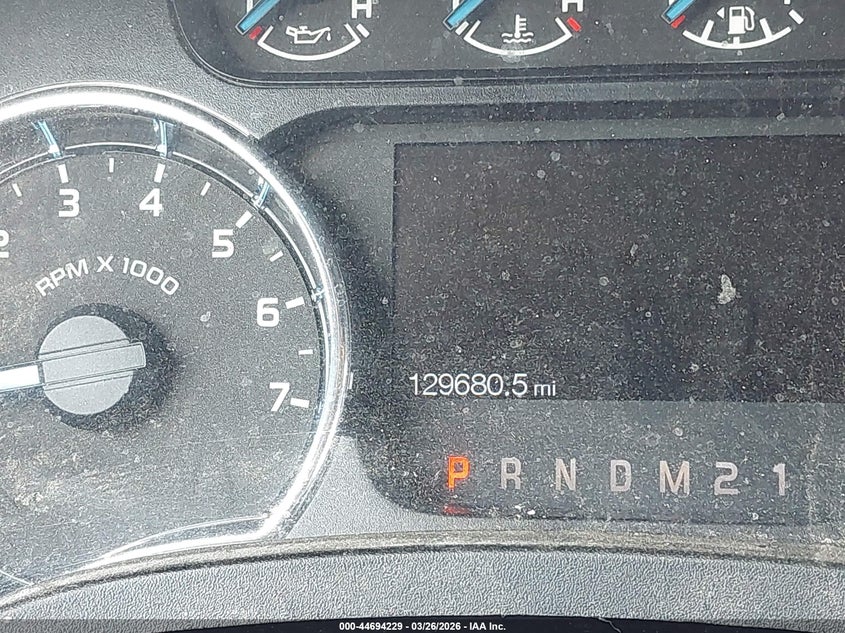 H H
2 3 4 5 6 7
RPM X 1000
129680.5 mi
P R N D M 2 1
000-44694229 - 03/26/2026 - IAA Inc.